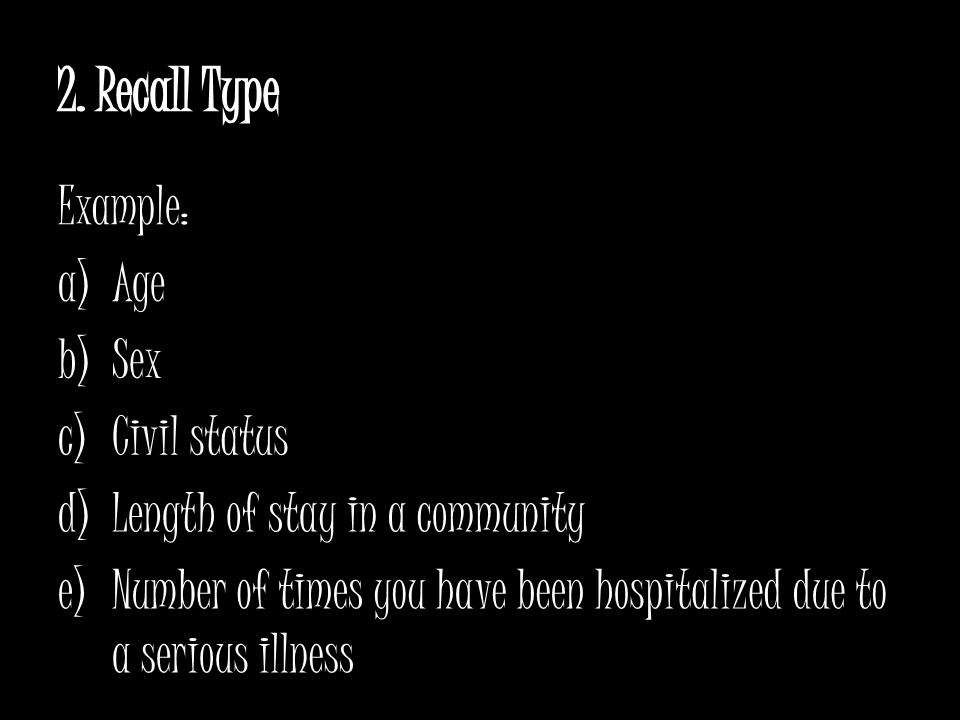 2. Recall Type
Example:
a) Age
b) Sex
c) Civil status
d) Length of stay in a community
e) Number of times you have been hospitalized due to
a serious illness